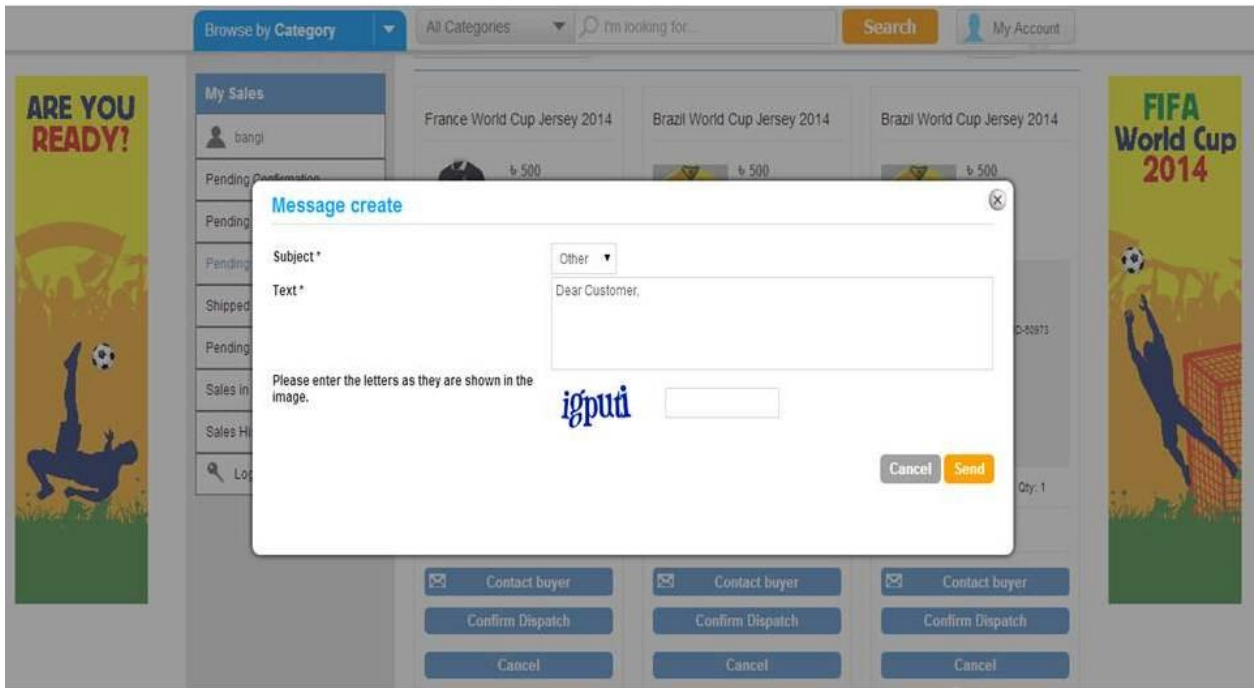 Browse by Category
All Categories
I'm looking for...
Search
My Account
ARE YOU
READY?
My Sales
bangi
Pending Confirmation
Pending
Pending
Shipped
Pending
Sales in
Sales Hi
Log
France World Cup Jersey 2014
৳ 500
Brazil World Cup Jersey 2014
৳ 500
Brazil World Cup Jersey 2014
৳ 500
Message create
Subject *
Other
Text *
Dear Customer,
Please enter the letters as they are shown in the
image.
igputi
Cancel
Send
Qty: 1
Contact buyer
Contact buyer
Contact buyer
Confirm Dispatch
Confirm Dispatch
Confirm Dispatch
Cancel
Cancel
Cancel
FIFA
World Cup
2014